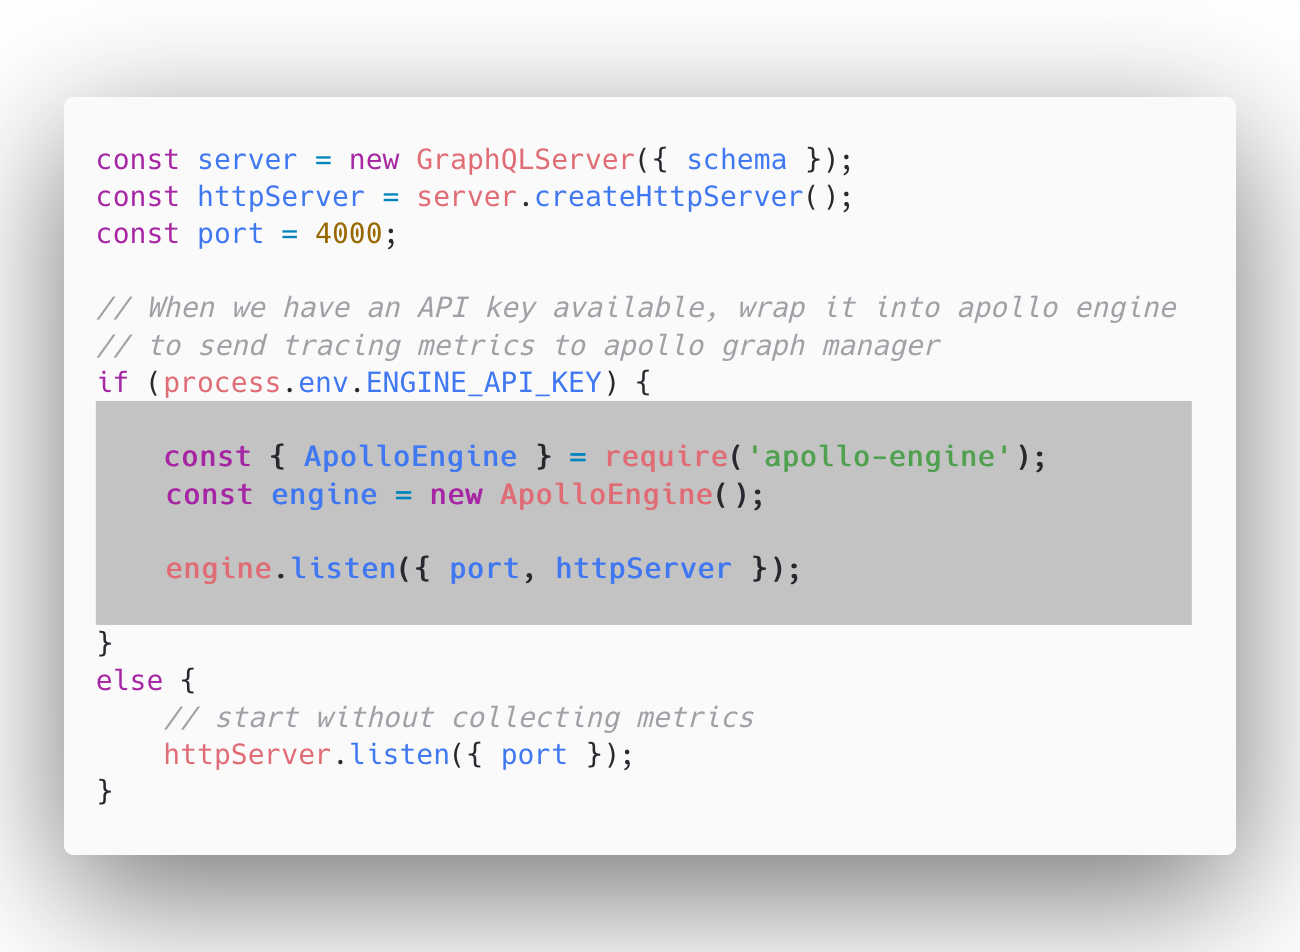 const server = new GraphQLServer({ schema });
const httpServer = server.createHttpServer();
const port = 4000;

// When we have an API key available, wrap it into apollo engine
// to send tracing metrics to apollo graph manager
if (process.env.ENGINE_API_KEY) {

    const { ApolloEngine } = require('apollo-engine');
    const engine = new ApolloEngine();

    engine.listen({ port, httpServer });

}
else {
    // start without collecting metrics
    httpServer.listen({ port });
}